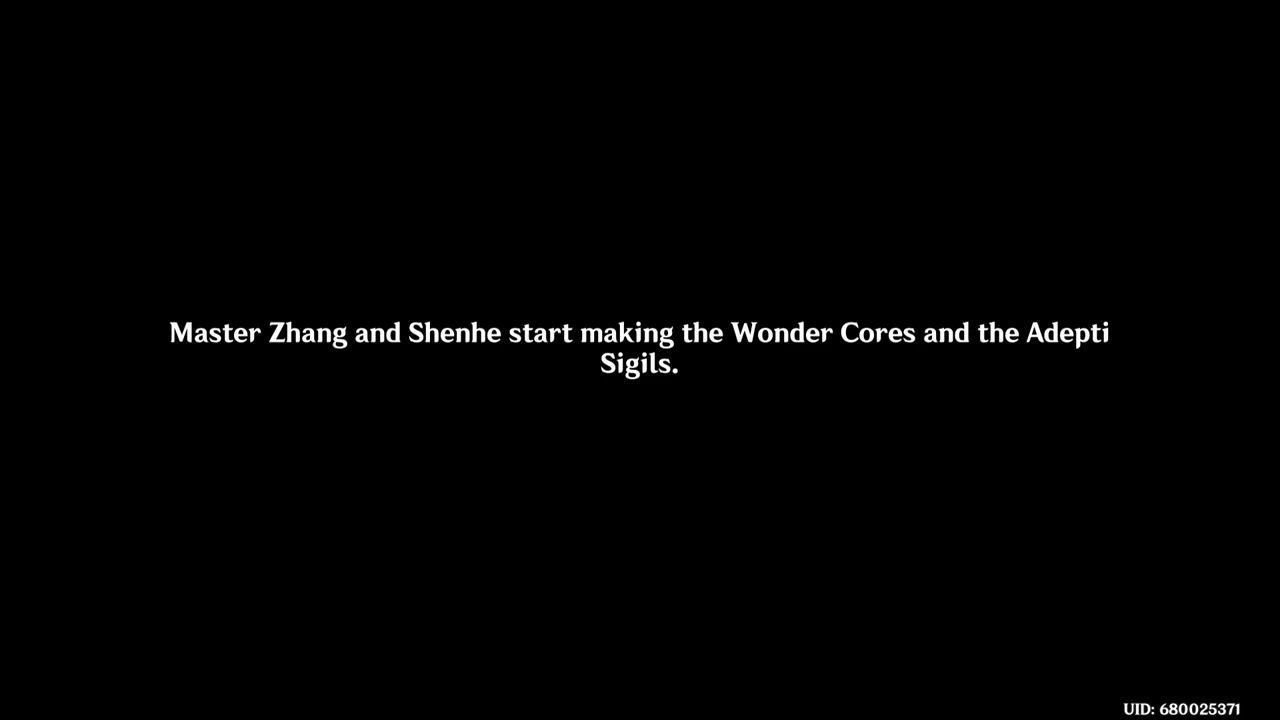 Master Zhang and Shenhe start making the Wonder Cores and the Adepti
Sigils.
UID: 680025371